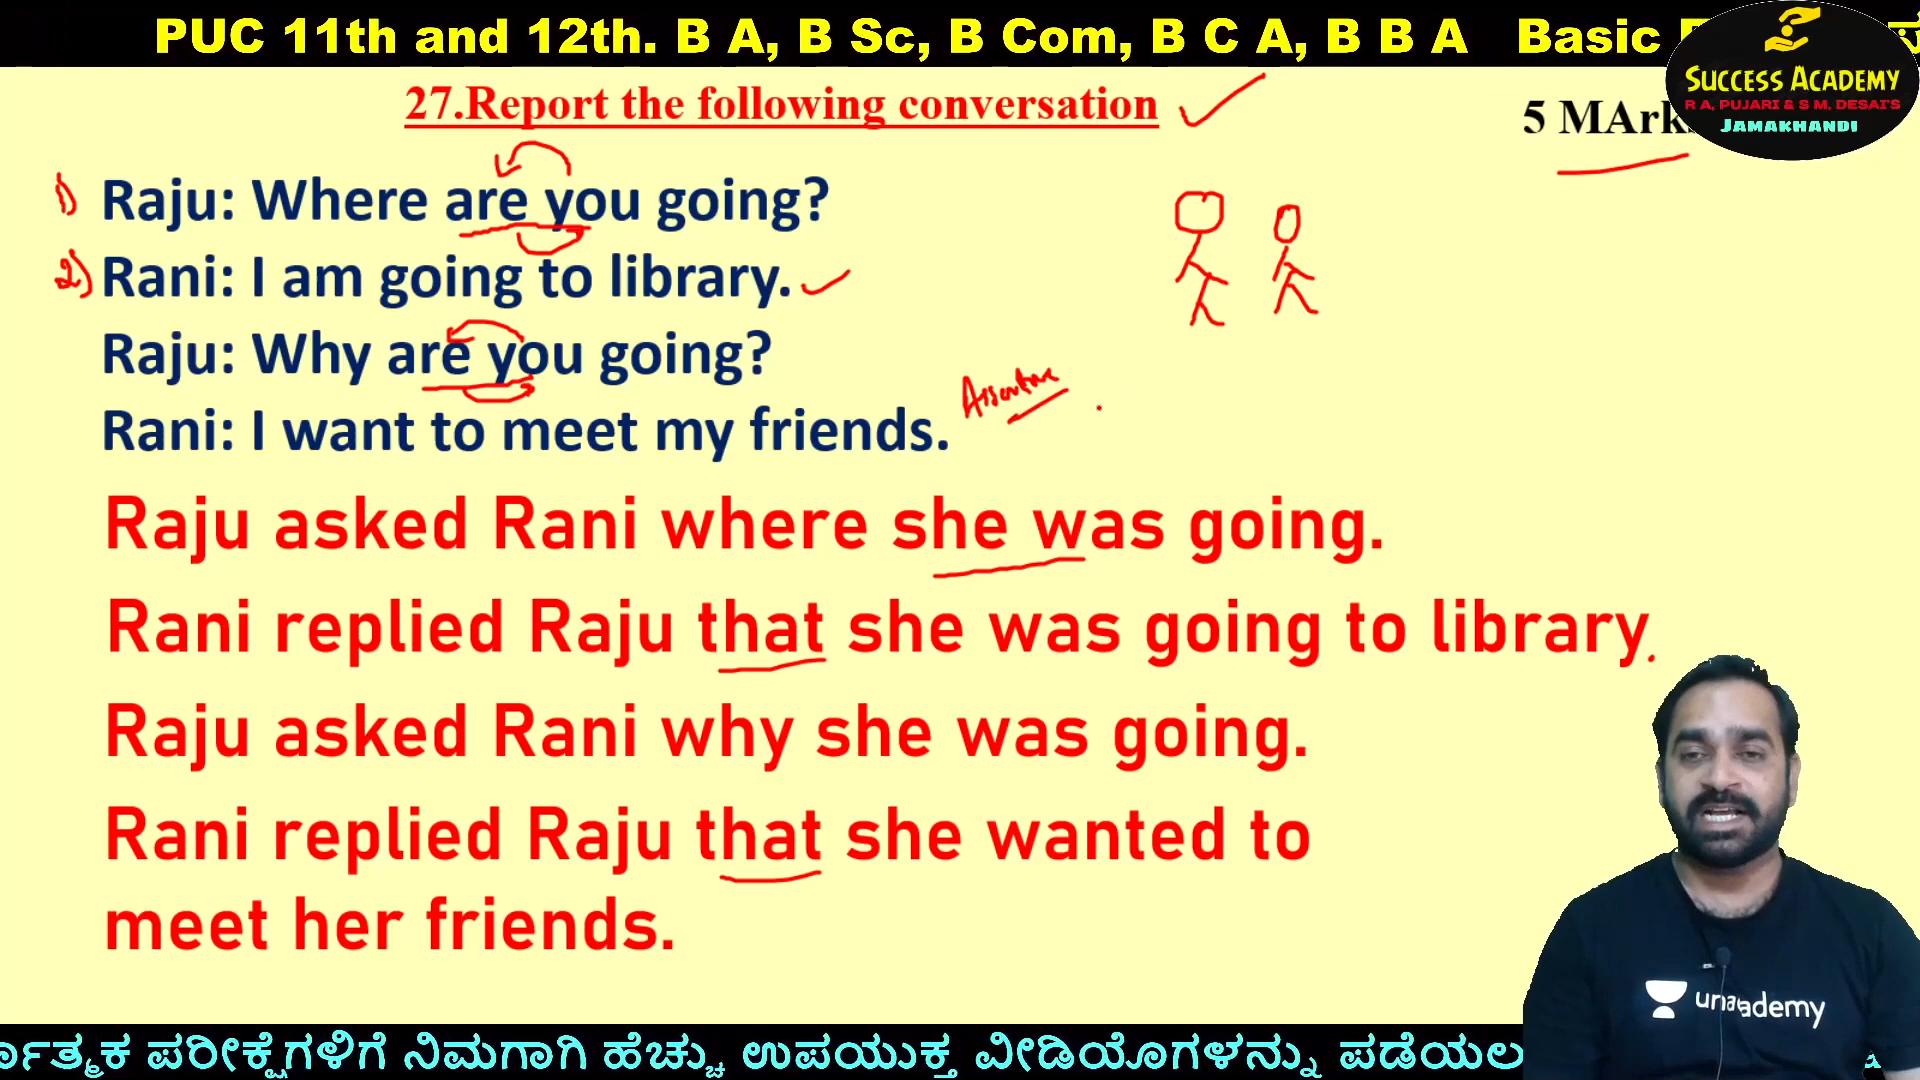 PUC 11th and 12th. B A, B Sc, B Com, B C A, B B A Basic
SUCCESS ACADEMY
R A, PUJARI & S M. DESAI'S
JAMAKHANDI
27.Report the following conversation
5 MArk
1) Raju: Where are you going?
2) Rani: I am going to library.
Raju: Why are you going?
Rani: I want to meet my friends.
Assertive
Raju asked Rani where she was going.
Rani replied Raju that she was going to library.
Raju asked Rani why she was going.
Rani replied Raju that she wanted to
meet her friends.
unacademy
ಪರೀಕ್ಷೆಗಳಿಗೆ ನಿಮಗಾಗಿ ಹೆಚ್ಚು ಉಪಯುಕ್ತ ವೀಡಿಯೊಗಳನ್ನು